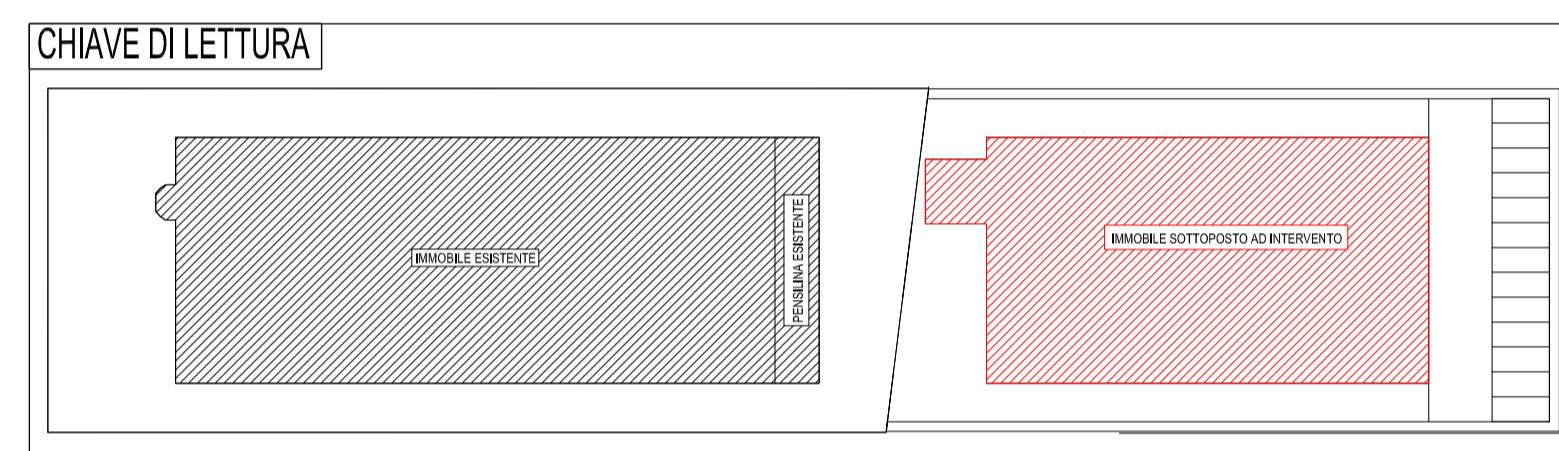 CHIAVE DI LETTURA
IMMOBILE ESISTENTE
PENSILINA ESISTENTE
IMMOBILE SOTTOPOSTO AD INTERVENTO